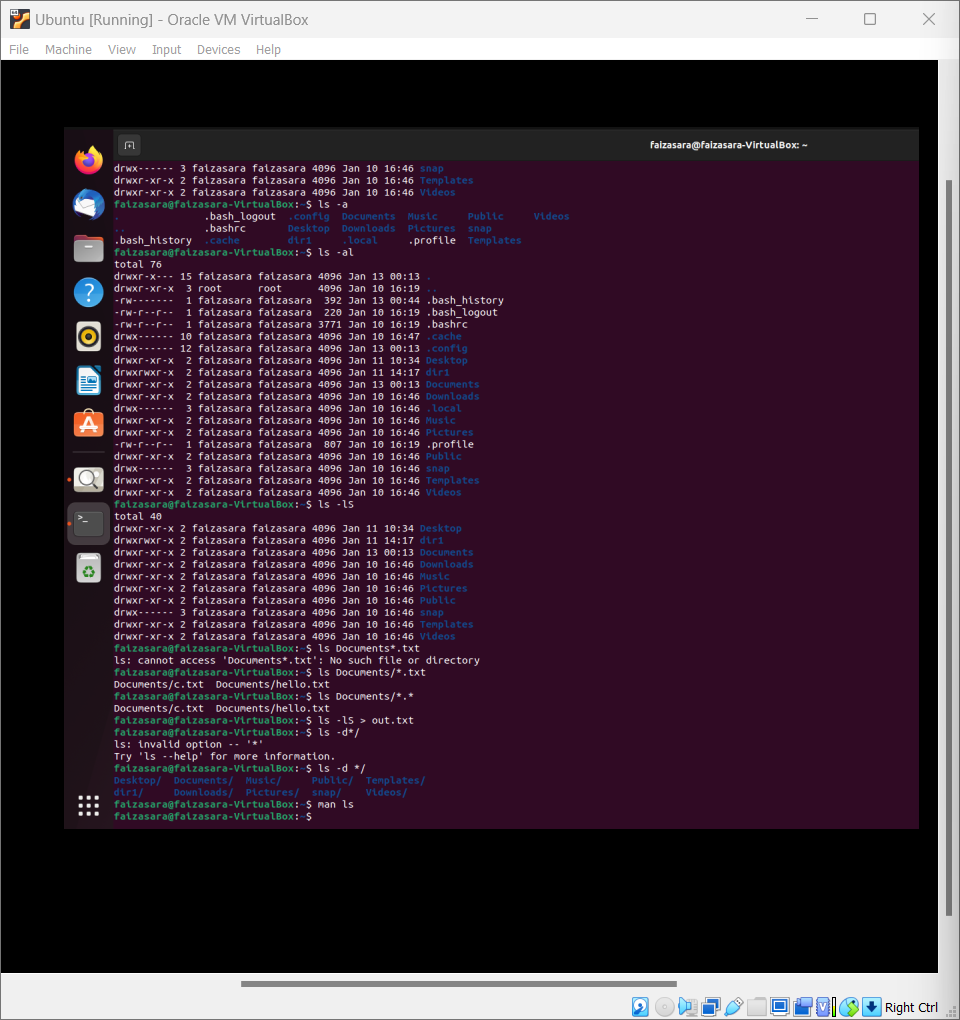 Ubuntu [Running] - Oracle VM VirtualBox
File Machine View Input Devices Help
faizasara@faizasara-VirtualBox: ~
drwx------ 3 faizasara faizasara 4096 Jan 10 16:46 snap
drwxr-xr-x 2 faizasara faizasara 4096 Jan 10 16:46 Templates
drwxr-xr-x 2 faizasara faizasara 4096 Jan 10 16:46 Videos
faizasara@faizasara-VirtualBox:~$ ls -a
. .bash_logout .config Documents Music Public Videos
.. .bashrc Desktop Downloads Pictures snap
.bash_history .cache dir1 .local .profile Templates
faizasara@faizasara-VirtualBox:~$ ls -al
total 76
drwxr-x--- 15 faizasara faizasara 4096 Jan 13 00:13 .
drwxr-xr-x 3 root root 4096 Jan 10 16:19 ..
-rw------- 1 faizasara faizasara 392 Jan 13 00:44 .bash_history
-rw-r--r-- 1 faizasara faizasara 220 Jan 10 16:19 .bash_logout
-rw-r--r-- 1 faizasara faizasara 3771 Jan 10 16:19 .bashrc
drwx------ 10 faizasara faizasara 4096 Jan 10 16:47 .cache
drwx------ 12 faizasara faizasara 4096 Jan 13 00:13 .config
drwxr-xr-x 2 faizasara faizasara 4096 Jan 11 10:34 Desktop
drwxrwxr-x 2 faizasara faizasara 4096 Jan 11 14:17 dir1
drwxr-xr-x 2 faizasara faizasara 4096 Jan 13 00:13 Documents
drwxr-xr-x 2 faizasara faizasara 4096 Jan 10 16:46 Downloads
drwx------ 3 faizasara faizasara 4096 Jan 10 16:46 .local
drwxr-xr-x 2 faizasara faizasara 4096 Jan 10 16:46 Music
drwxr-xr-x 2 faizasara faizasara 4096 Jan 10 16:46 Pictures
-rw-r--r-- 1 faizasara faizasara 807 Jan 10 16:19 .profile
drwxr-xr-x 2 faizasara faizasara 4096 Jan 10 16:46 Public
drwx------ 3 faizasara faizasara 4096 Jan 10 16:46 snap
drwxr-xr-x 2 faizasara faizasara 4096 Jan 10 16:46 Templates
drwxr-xr-x 2 faizasara faizasara 4096 Jan 10 16:46 Videos
faizasara@faizasara-VirtualBox:~$ ls -lS
total 40
drwxr-xr-x 2 faizasara faizasara 4096 Jan 11 10:34 Desktop
drwxrwxr-x 2 faizasara faizasara 4096 Jan 11 14:17 dir1
drwxr-xr-x 2 faizasara faizasara 4096 Jan 13 00:13 Documents
drwxr-xr-x 2 faizasara faizasara 4096 Jan 10 16:46 Downloads
drwxr-xr-x 2 faizasara faizasara 4096 Jan 10 16:46 Music
drwxr-xr-x 2 faizasara faizasara 4096 Jan 10 16:46 Pictures
drwxr-xr-x 2 faizasara faizasara 4096 Jan 10 16:46 Public
drwx------ 3 faizasara faizasara 4096 Jan 10 16:46 snap
drwxr-xr-x 2 faizasara faizasara 4096 Jan 10 16:46 Templates
drwxr-xr-x 2 faizasara faizasara 4096 Jan 10 16:46 Videos
faizasara@faizasara-VirtualBox:~$ ls Documents*.txt
ls: cannot access 'Documents*.txt': No such file or directory
faizasara@faizasara-VirtualBox:~$ ls Documents/*.txt
Documents/c.txt Documents/hello.txt
faizasara@faizasara-VirtualBox:~$ ls Documents/*.*
Documents/c.txt Documents/hello.txt
faizasara@faizasara-VirtualBox:~$ ls -lS > out.txt
faizasara@faizasara-VirtualBox:~$ ls -d*/
ls: invalid option -- '*'
Try 'ls --help' for more information.
faizasara@faizasara-VirtualBox:~$ ls -d */
Desktop/ Documents/ Music/ Public/ Templates/
dir1/ Downloads/ Pictures/ snap/ Videos/
faizasara@faizasara-VirtualBox:~$ man ls
faizasara@faizasara-VirtualBox:~$
Right Ctrl